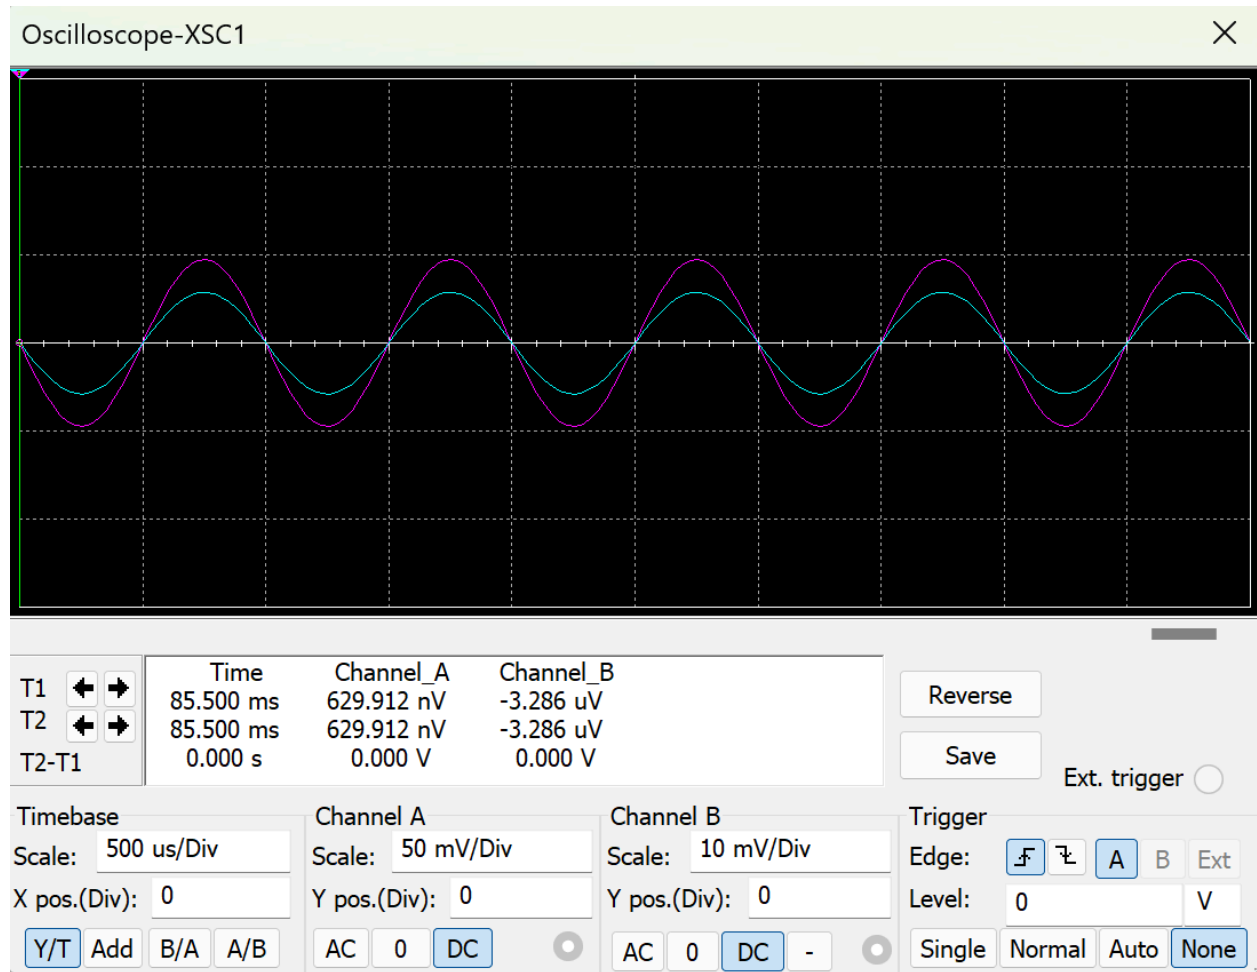 Oscilloscope-XSC1
Time Channel_A Channel_B
T1 85.500 ms 629.912 nV -3.286 uV
T2 85.500 ms 629.912 nV -3.286 uV
T2-T1 0.000 s 0.000 V 0.000 V
Reverse
Save
Ext. trigger
Timebase
Scale: 500 us/Div
X pos.(Div): 0
Y/T Add B/A A/B
Channel A
Scale: 50 mV/Div
Y pos.(Div): 0
AC 0 DC
Channel B
Scale: 10 mV/Div
Y pos.(Div): 0
AC 0 DC -
Trigger
Edge: A B Ext
Level: 0 V
Single Normal Auto None